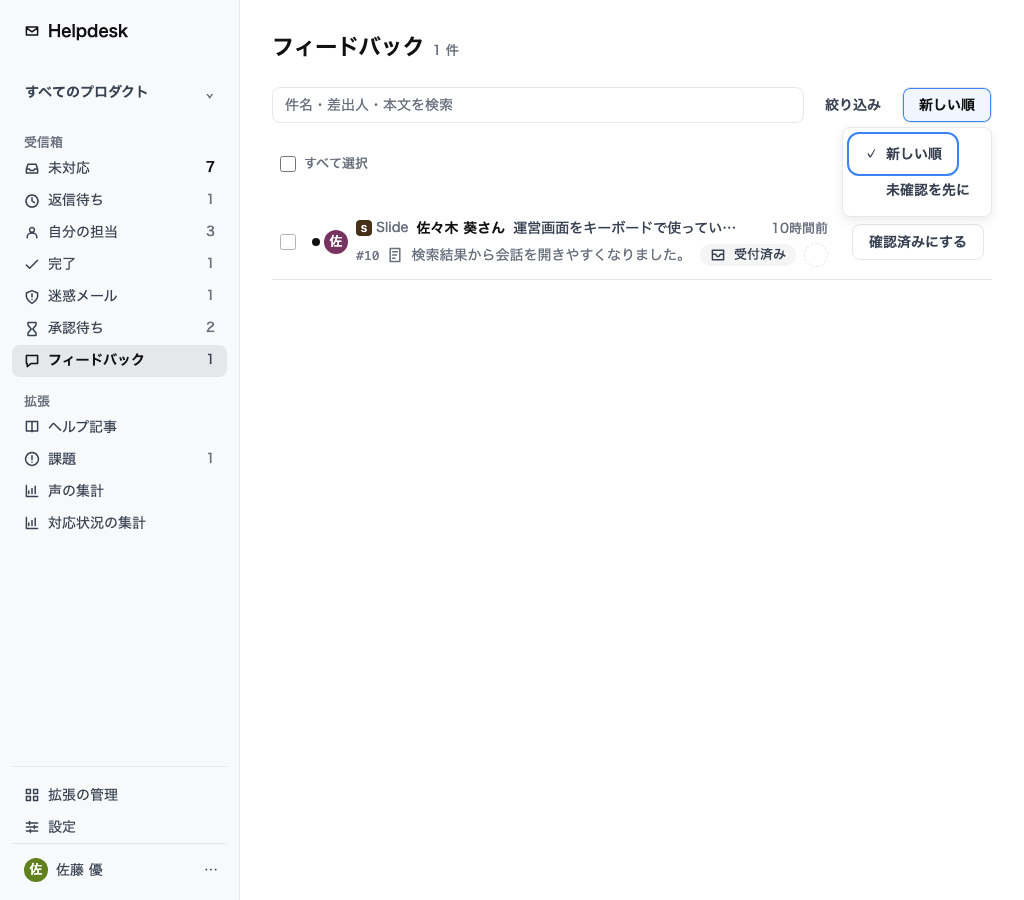 Helpdesk
すべてのプロダクト
受信箱
未対応 7
返信待ち 1
自分の担当 3
完了 1
迷惑メール 1
承認待ち 2
フィードバック 1
拡張
ヘルプ記事
課題 1
声の集計
対応状況の集計
拡張の管理
設定
佐 佐藤 優 …
フィードバック 1 件
件名・差出人・本文を検索 絞り込み 新しい順
✓ 新しい順
未確認を先に
すべて選択
佐 S Slide 佐々木 葵さん 運営画面をキーボードで使ってい… 10時間前
#10 検索結果から会話を開きやすくなりました。 受付済み
確認済みにする